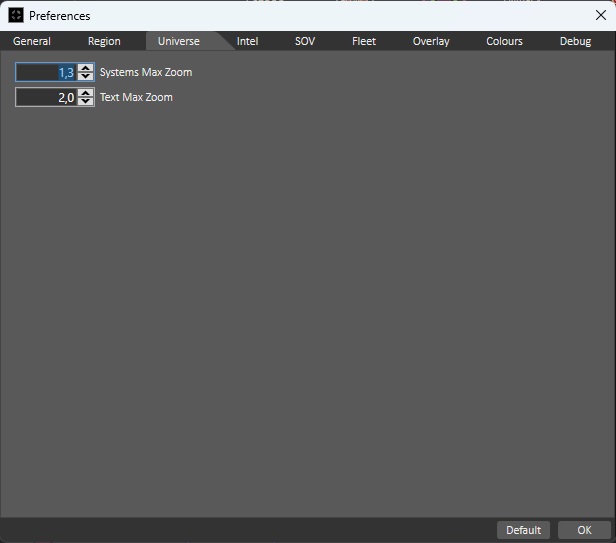 Preferences
General Region Universe Intel SOV Fleet Overlay Colours Debug
1,3 Systems Max Zoom
2,0 Text Max Zoom
Default OK